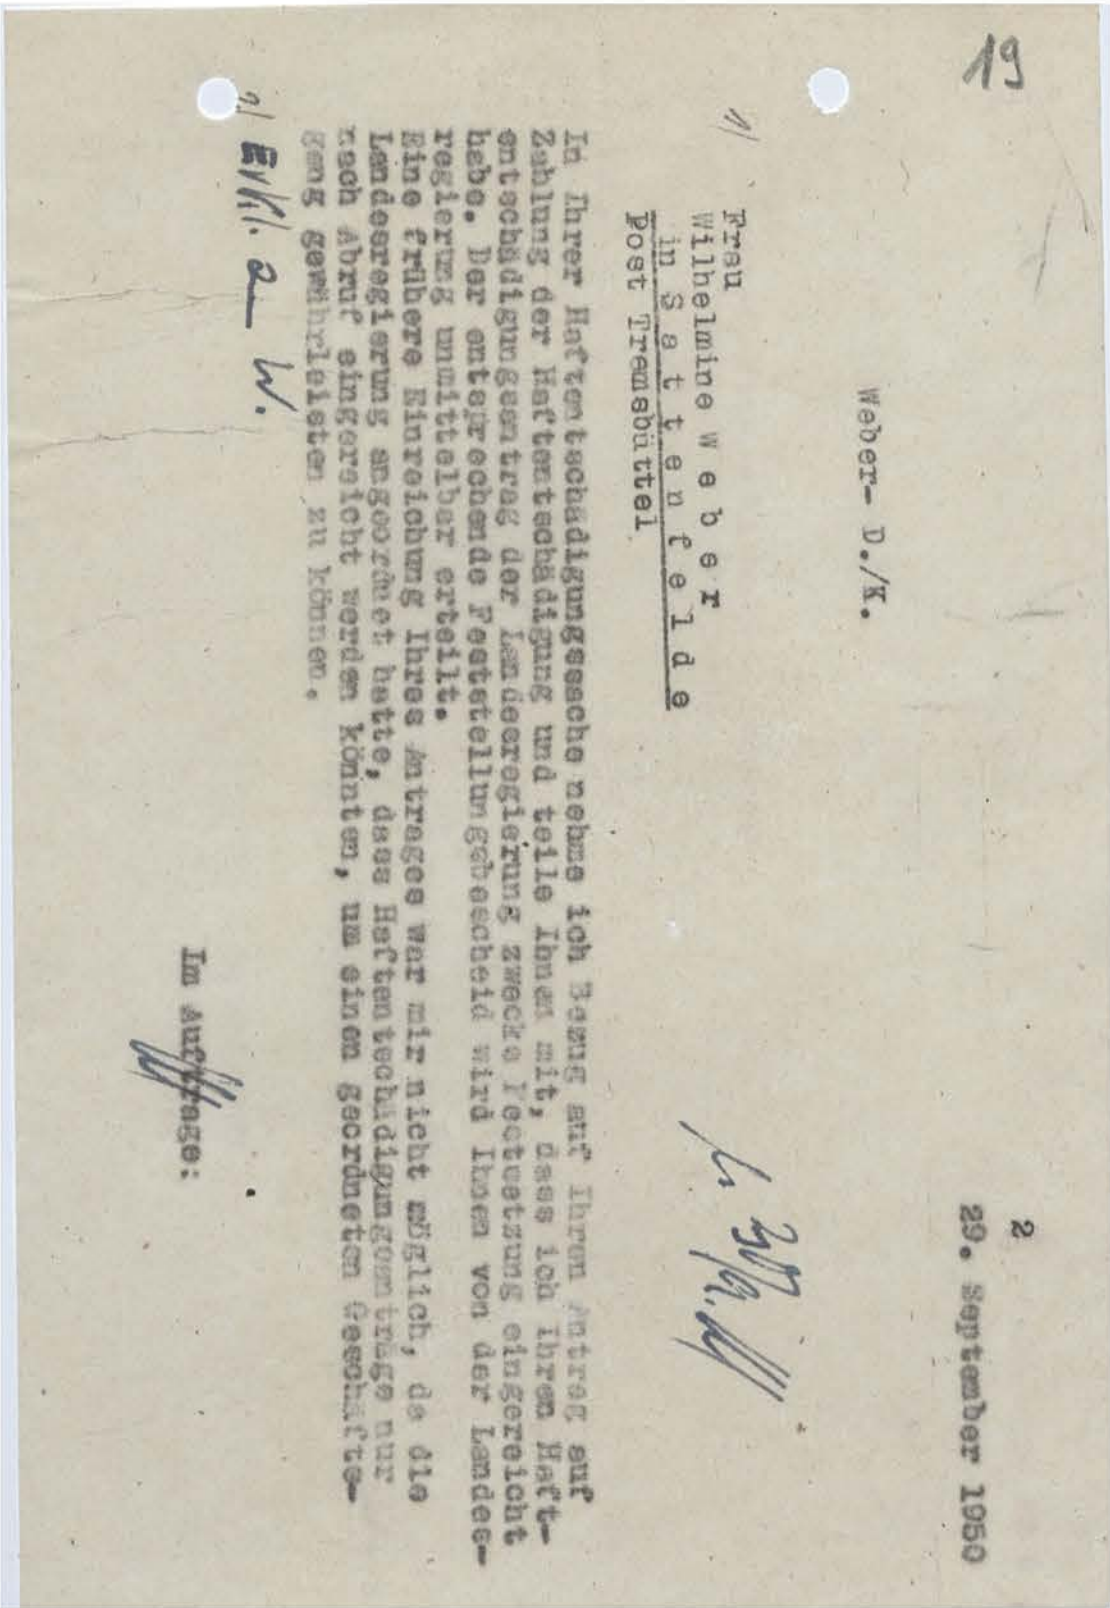 19
2
29. September 1950
Weber- D./K.
1/
Frau
Wilhelmine W e b e r
in S a t t e n f e l d e
Post Tremsbüttel
In Ihrer Haftentschädigungssache nehme ich Bezug auf Ihren Antrag auf
Zahlung der Haftentschädigung und teile Ihnen mit, dass ich Ihren Haft-
entschädigungsantrag der Landesregierung zwecks Festsetzung eingereicht
habe. Der entsprechende Feststellungsbescheid wird Ihnen von der Landes-
regierung unmittelbar erteilt.
Eine frühere Einreichung Ihres Antrages war mir nicht möglich, da die
Landesregierung angeordnet hatte, dass Haftentschädigungsanträge nur
nach Abruf eingereicht werden könnten, um einen geordneten Geschäfts-
gang gewährleisten zu können.
Im Auftrage:
W.